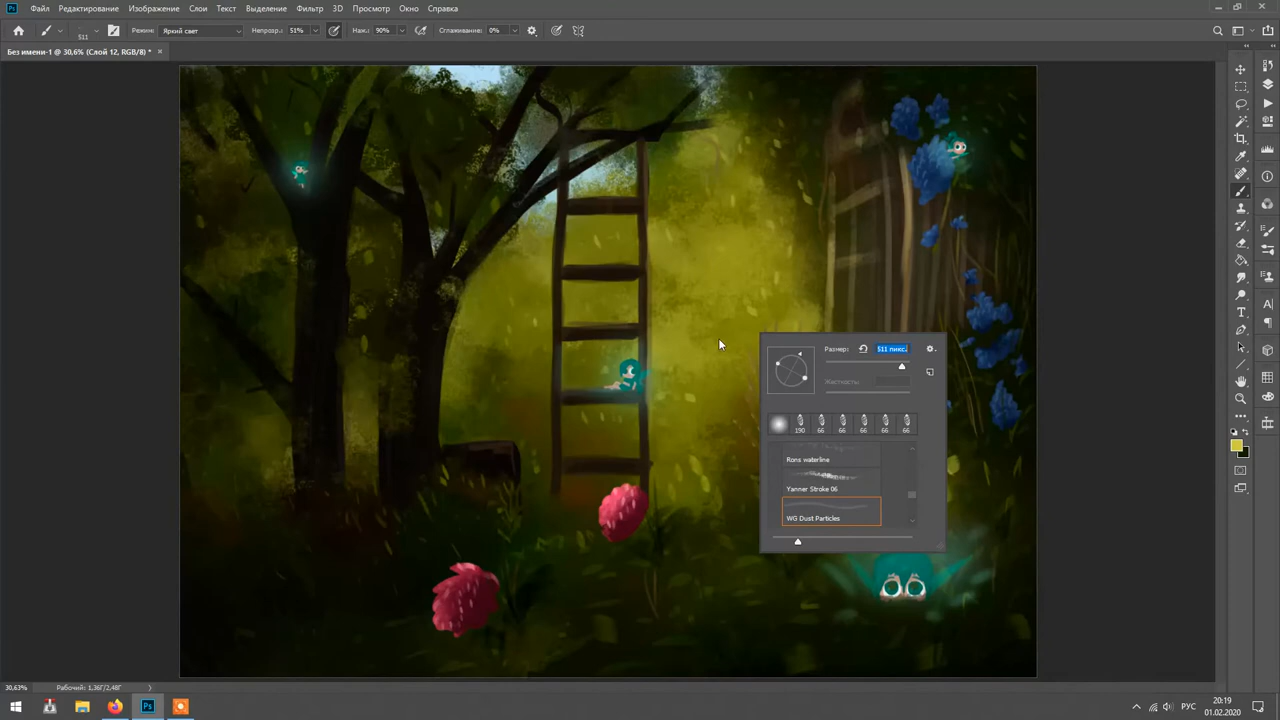 Ps Файл Редактирование Изображение Слои Текст Выделение Фильтр 3D Просмотр Окно Справка
511 Режим: Яркий свет Непрозр.: 51% Наж.: 90% Сглаживание: 0%
Без имени-1 @ 30,6% (Слой 12, RGB/8) * ×
Размер: 511 пикс.
Жесткость:
190 66 66 66 66 66
Rons waterline
Yanner Stroke 06
WG Dust Particles
30,63% Рабочий: 1,36Г/2,48Г
Ps РУС 20:19
01.02.2020